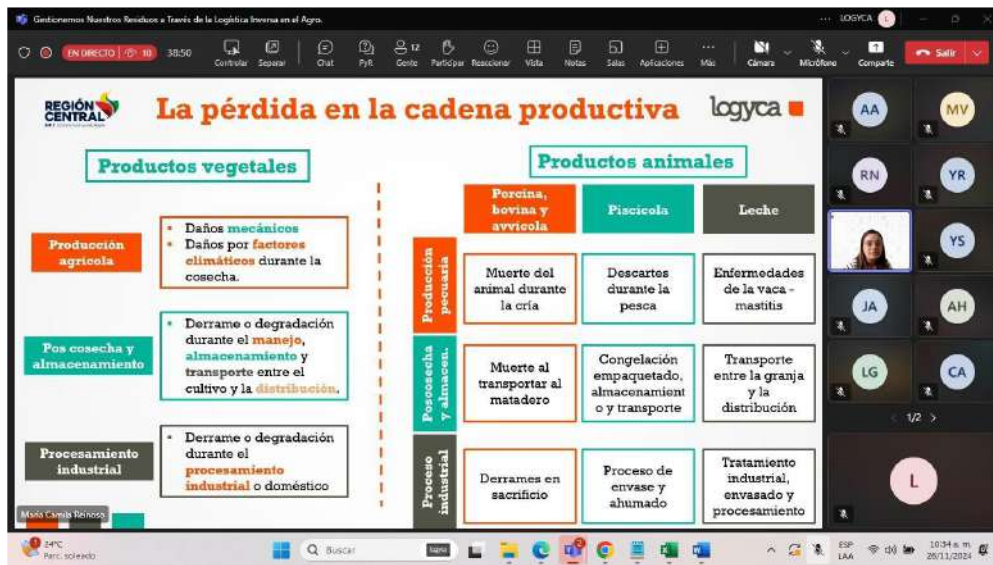 Gestionemos Nuestros Residuos a Través de la Logística Inversa en el Agro.
LOGYCA
L
EN DIRECTO
10
38:50
Controlar
Separar
Chat
PyR
12
Gente
Participar
Reaccionar
Vista
Notas
Salas
Aplicaciones
Más
Cámara
Micrófono
Comparte
Salir
REGIÓN
CENTRAL
La pérdida en la cadena productiva
logyca
Productos vegetales
Producción
agrícola
• Daños mecánicos
• Daños por factores
climáticos durante la
cosecha.
Pos cosecha y
almacenamiento
• Derrame o degradación
durante el manejo,
almacenamiento y
transporte entre el
cultivo y la distribución.
Procesamiento
industrial
• Derrame o degradación
durante el
procesamiento
industrial o doméstico
Productos animales
Porcina,
bovina y
avvicola
Piscicola
Leche
Producción
pecuaria
Muerte del
animal durante
la cría
Descartes
durante la
pesca
Enfermedades
de la vaca -
mastitis
Pososecha
y almacen.
Muerte al
transportar al
matadero
Congelación
empaquetado,
almacenamient
o y transporte
Transporte
entre la granja
y la
distribución
Proceso
industrial
Derrames en
sacrificio
Proceso de
envase y
ahumado
Tratamiento
industrial,
envasado y
procesamiento
María Camila Reinoso
AA
MV
RN
YR
YS
JA
AH
LG
CA
1/2
L
24°C
Parc. soleado
Buscar
ESP
LAA
10:34 a. m.
26/11/2024